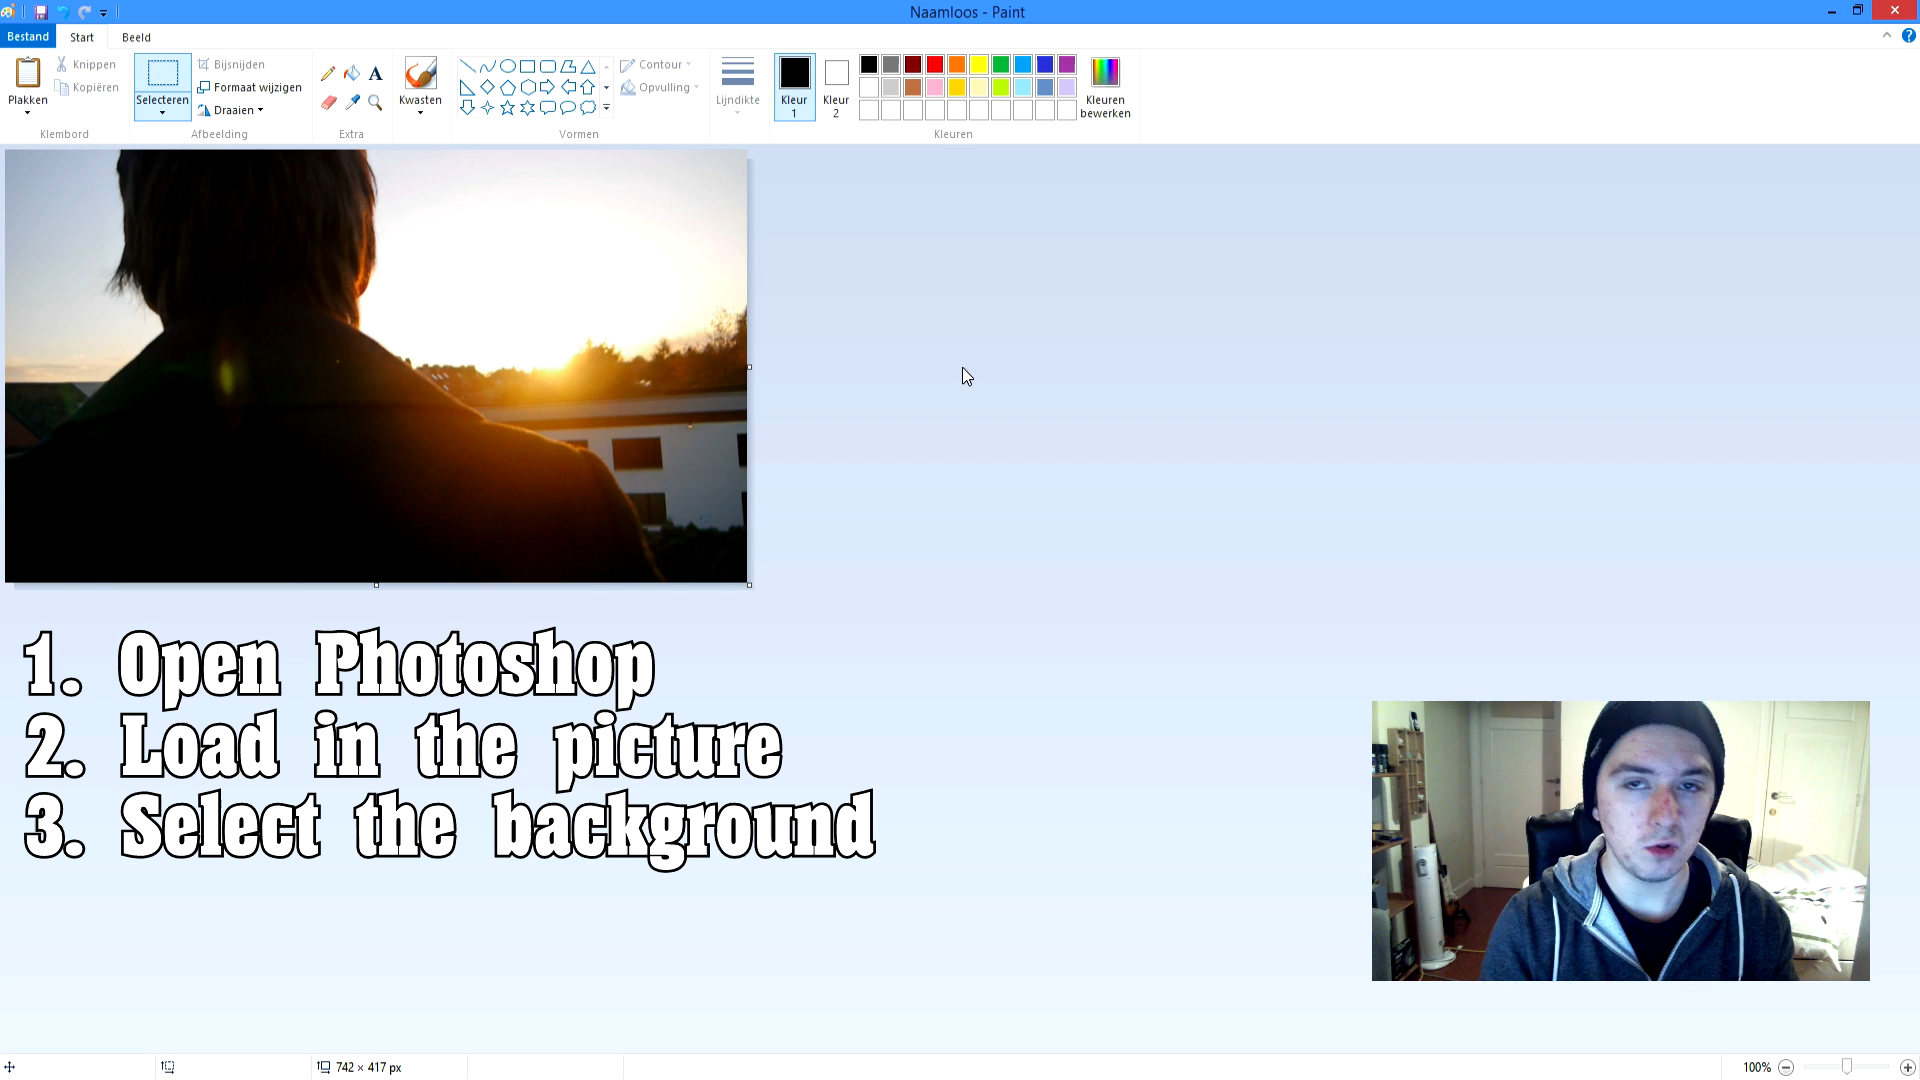 Naamloos - Paint
Bestand Start Beeld
Plakken
Knippen
Kopiëren
Klembord
Selecteren
Bijsnijden
Formaat wijzigen
Draaien
Afbeelding
A
Extra
Kwasten
Vormen
Contour
Opvulling
Lijndikte
Kleur 1
Kleur 2
Kleuren bewerken
Kleuren
1. Open Photoshop
2. Load in the picture
3. Select the background
742 × 417 px
100%